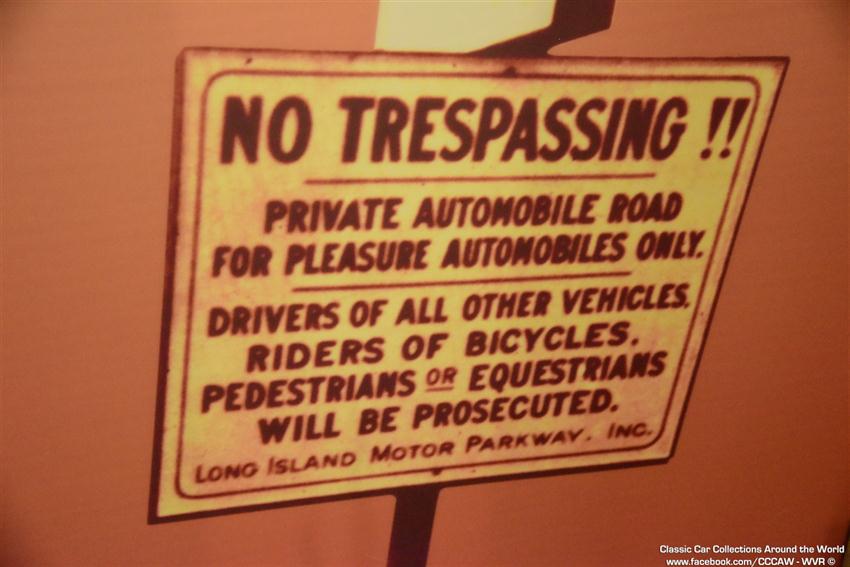 NO TRESPASSING !!
PRIVATE AUTOMOBILE ROAD
FOR PLEASURE AUTOMOBILES ONLY.
DRIVERS OF ALL OTHER VEHICLES,
RIDERS OF BICYCLES,
PEDESTRIANS OR EQUESTRIANS
WILL BE PROSECUTED.
LONG ISLAND MOTOR PARKWAY, INC.
Classic Car Collections Around the World
www.facebook.com/CCCAW - WVR ©